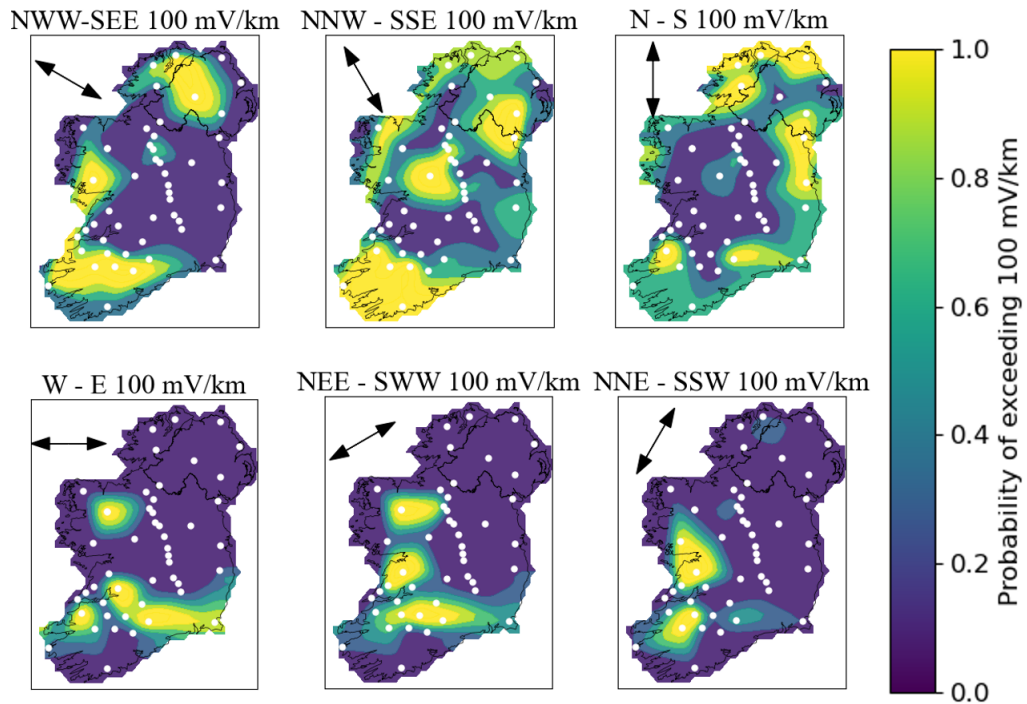 NWW-SEE 100 mV/km
NNW - SSE 100 mV/km
N - S 100 mV/km
W - E 100 mV/km
NEE - SWW 100 mV/km
NNE - SSW 100 mV/km
1.0
0.8
0.6
0.4
0.2
0.0
Probability of exceeding 100 mV/km